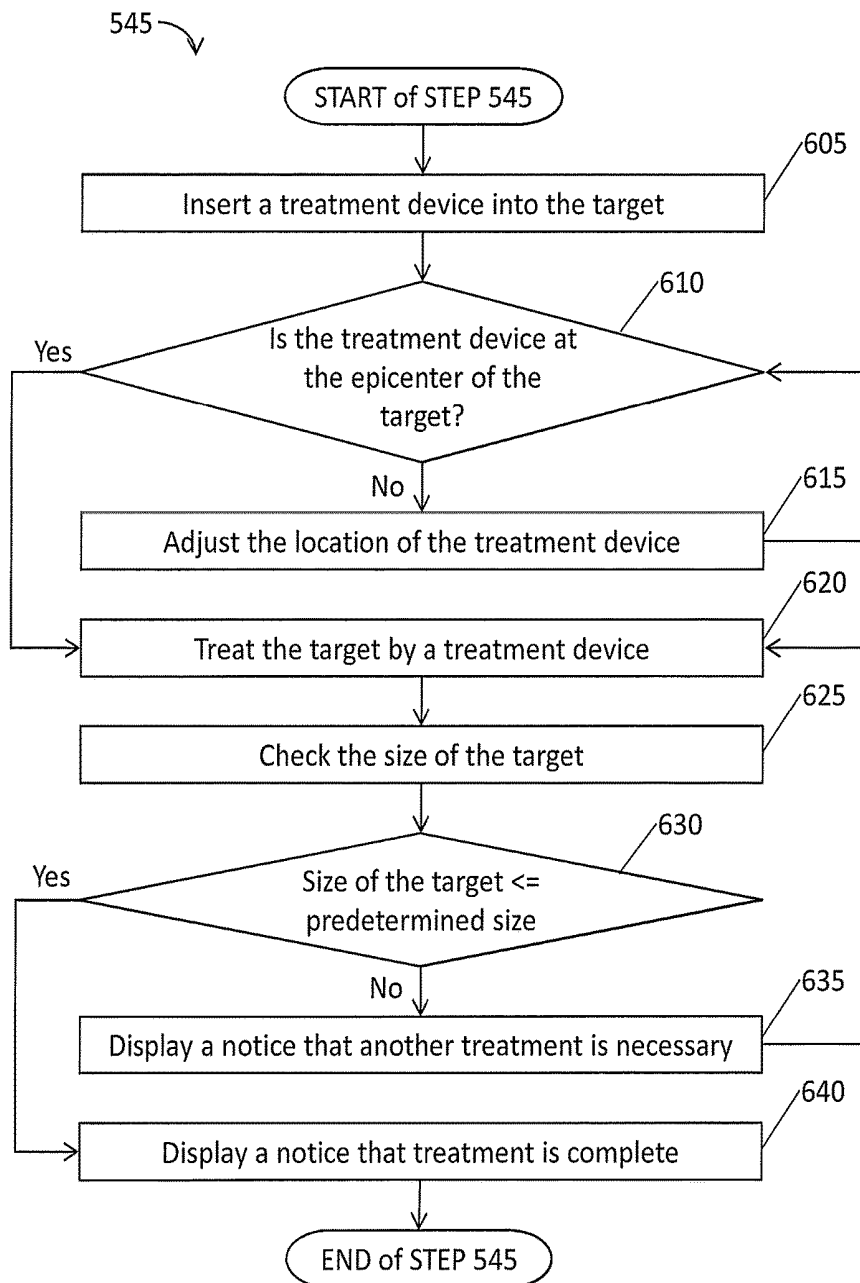 545
START of STEP 545
605
Insert a treatment device into the target
610
Yes
Is the treatment device at
the epicenter of the
target?
No
615
Adjust the location of the treatment device
620
Treat the target by a treatment device
625
Check the size of the target
630
Yes
Size of the target <=
predetermined size
No
635
Display a notice that another treatment is necessary
640
Display a notice that treatment is complete
END of STEP 545